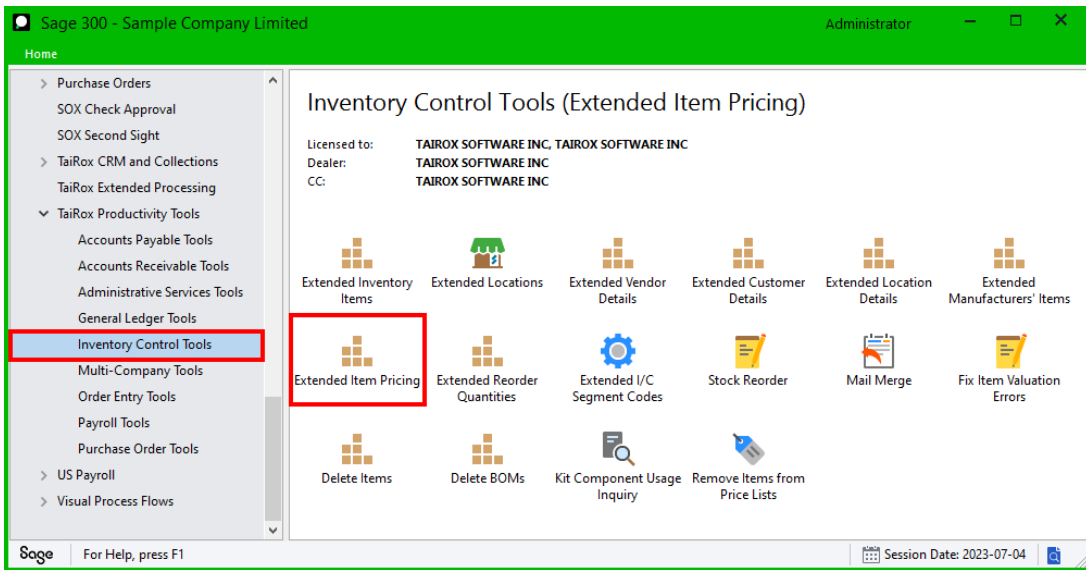 Sage 300 - Sample Company Limited
Administrator
Home
Purchase Orders
SOX Check Approval
SOX Second Sight
TaiRox CRM and Collections
TaiRox Extended Processing
TaiRox Productivity Tools
Accounts Payable Tools
Accounts Receivable Tools
Administrative Services Tools
General Ledger Tools
Inventory Control Tools
Multi-Company Tools
Order Entry Tools
Payroll Tools
Purchase Order Tools
US Payroll
Visual Process Flows
Inventory Control Tools (Extended Item Pricing)
Licensed to: TAIROX SOFTWARE INC, TAIROX SOFTWARE INC
Dealer: TAIROX SOFTWARE INC
CC: TAIROX SOFTWARE INC
Extended Inventory
Items
Extended Locations
Extended Vendor
Details
Extended Customer
Details
Extended Location
Details
Extended
Manufacturers' Items
Extended Item Pricing
Extended Reorder
Quantities
Extended I/C
Segment Codes
Stock Reorder
Mail Merge
Fix Item Valuation
Errors
Delete Items
Delete BOMs
Kit Component Usage
Inquiry
Remove Items from
Price Lists
Sage
For Help, press F1
Session Date: 2023-07-04